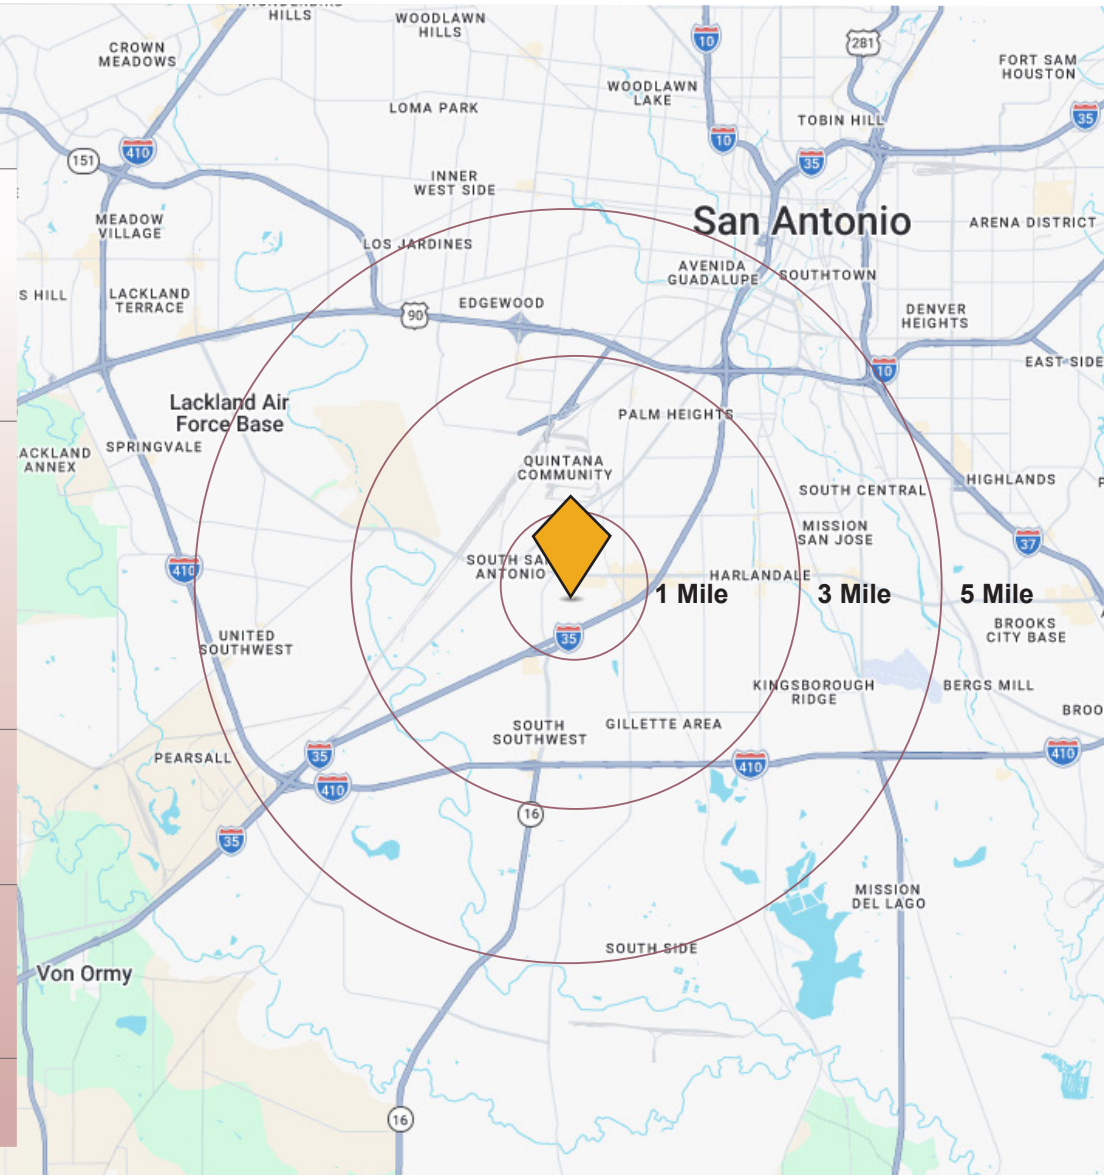 HILLS
WOODLAWN
HILLS
10
281
CROWN
MEADOWS
FORT SAM
HOUSTON
WOODLAWN
LAKE
LOMA PARK
TOBIN HILL
35
10
410
151
35
INNER
WEST SIDE
San Antonio
MEADOW
VILLAGE
ARENA DISTRICT
LOS JARDINES
AVENIDA
GUADALUPE
SOUTHTOWN
S HILL
LACKLAND
TERRACE
EDGEWOOD
90
DENVER
HEIGHTS
EAST SIDE
10
Lackland Air
Force Base
PALM HEIGHTS
SPRINGVALE
ACKLAND
ANNEX
QUINTANA
COMMUNITY
SOUTH CENTRAL
HIGHLANDS
MISSION
SAN JOSE
37
410
SOUTH SA
ANTONIO
HARLANDALE
1 Mile
3 Mile
5 Mile
BROOKS
CITY BASE
35
UNITED
SOUTHWEST
KINGSBOROUGH
RIDGE
BERGS MILL
BROO
SOUTH
SOUTHWEST
GILLETTE AREA
PEARSALL
35
410
410
410
16
35
MISSION
DEL LAGO
SOUTH SIDE
Von Ormy
16